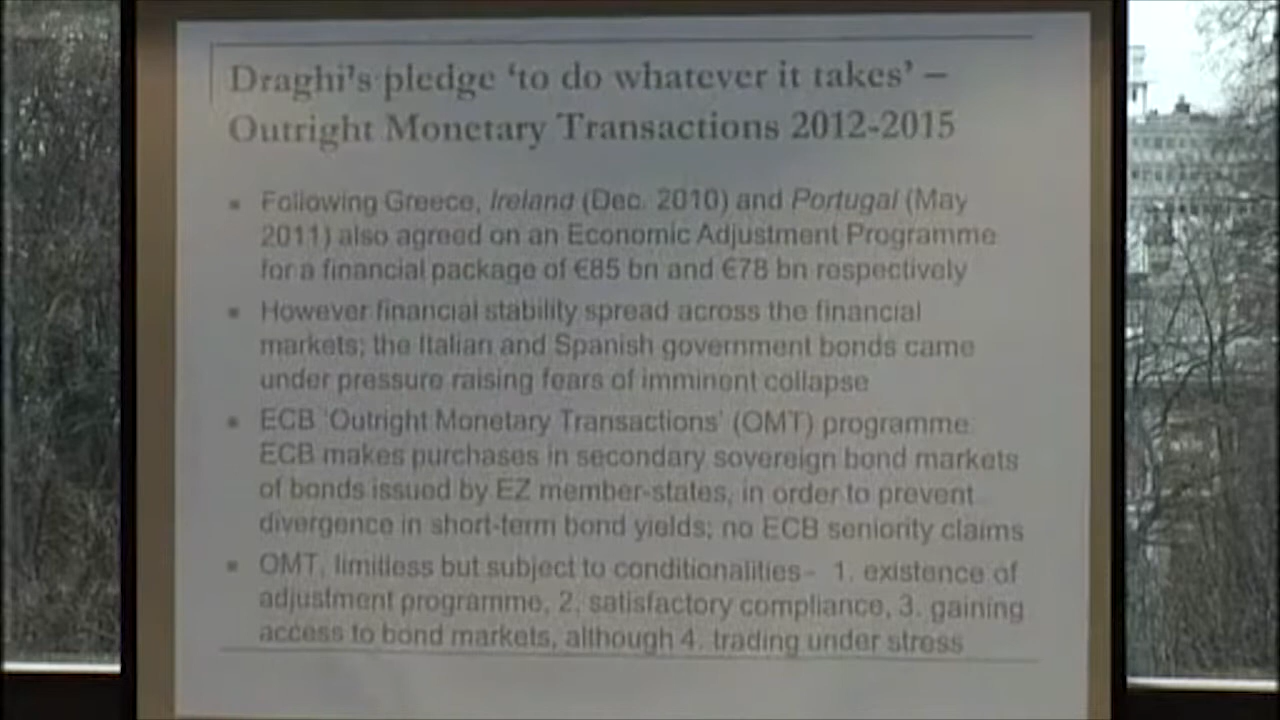 Draghi's pledge 'to do whatever it takes' –
Outright Monetary Transactions 2012-2015
Following Greece, Ireland (Dec. 2010) and Portugal (May
2011) also agreed on an Economic Adjustment Programme
for a financial package of €85 bn and €78 bn respectively
However financial stability spread across the financial
markets; the Italian and Spanish government bonds came
under pressure raising fears of imminent collapse
ECB 'Outright Monetary Transactions' (OMT) programme
ECB makes purchases in secondary sovereign bond markets
of bonds issued by EZ member-states, in order to prevent
divergence in short-term bond yields; no ECB seniority claims
OMT, limitless but subject to conditionalities– 1. existence of
adjustment programme, 2. satisfactory compliance, 3. gaining
access to bond markets, although 4. trading under stress